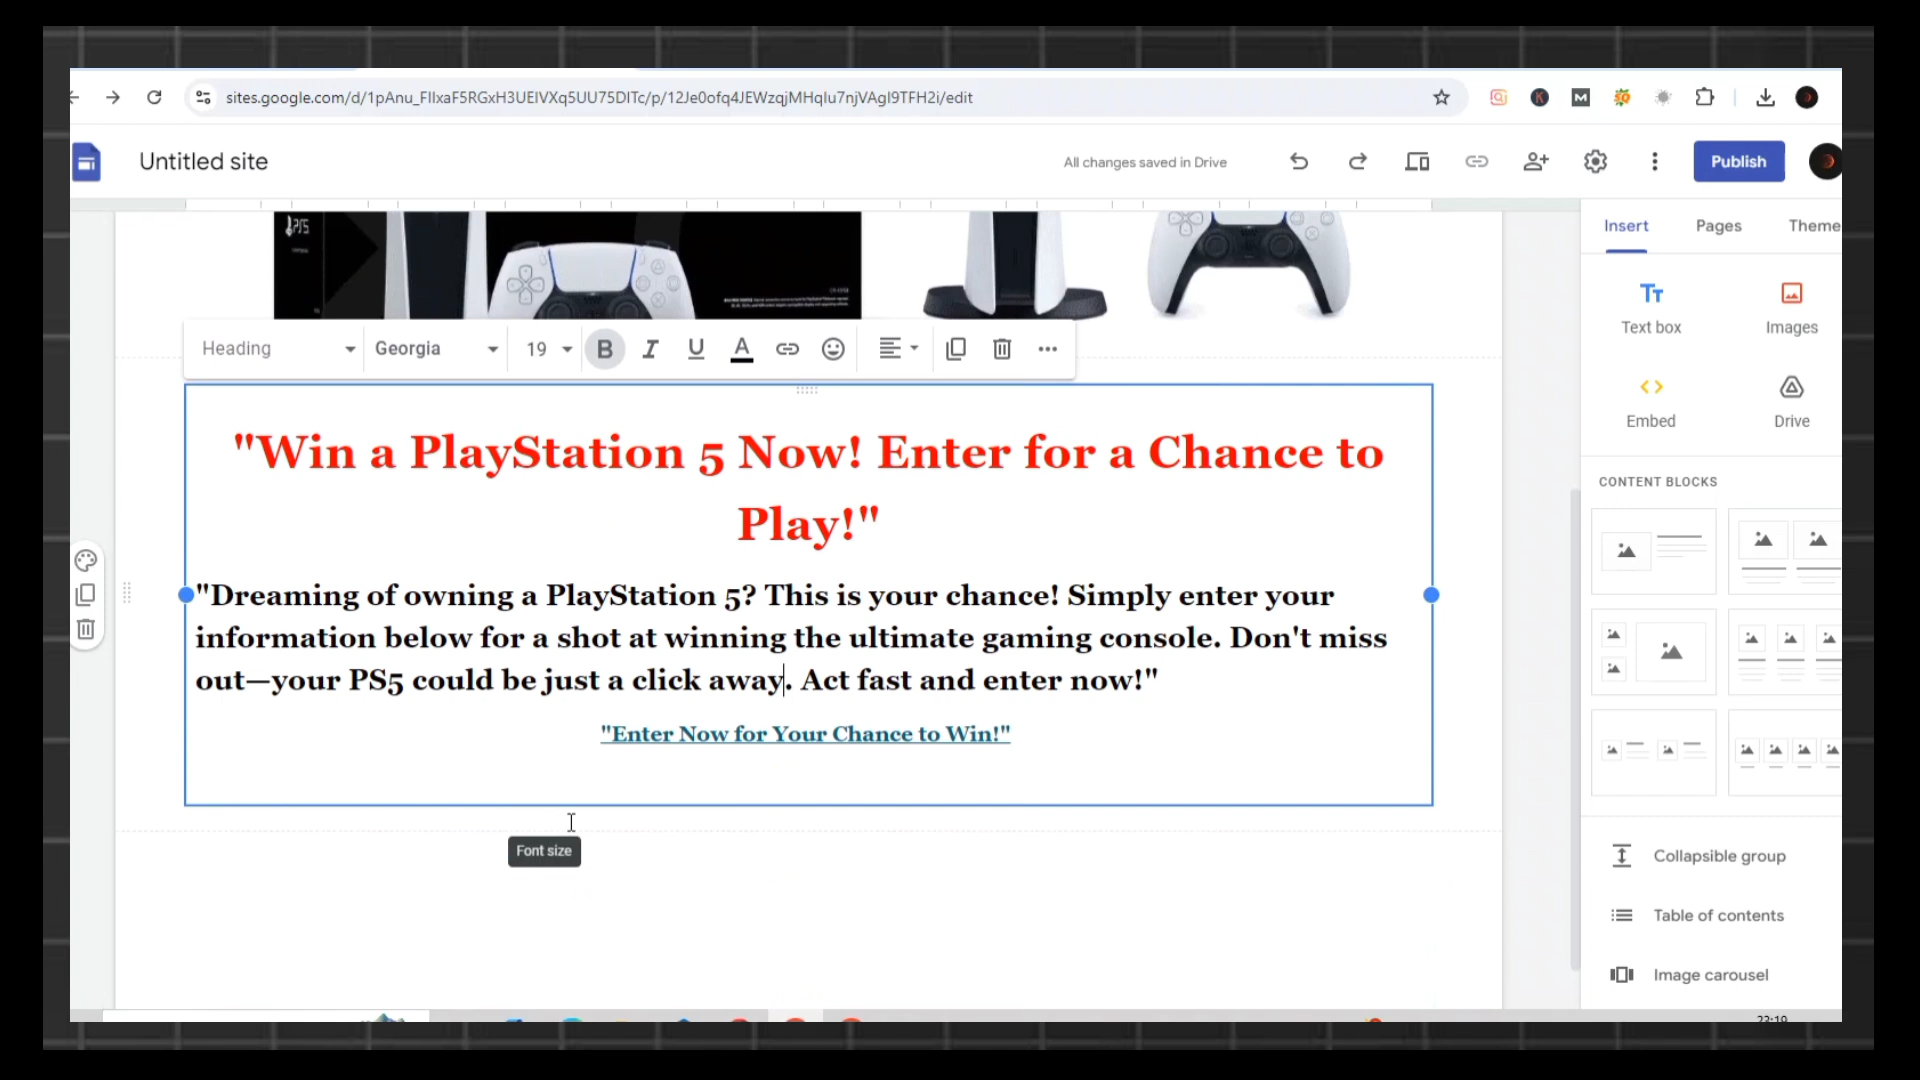 sites.google.com/d/1pAnu_FIlxaF5RGxH3UEIVXq5UU75DITc/p/12Je0ofq4JEWzqjMHqIu7njVAgI9TFH2i/edit
Untitled site
All changes saved in Drive
Publish
PS5
Insert
Pages
Theme
Text box
Images
Embed
Drive
Heading
Georgia
19
"Win a PlayStation 5 Now! Enter for a Chance to
Play!"
"Dreaming of owning a PlayStation 5? This is your chance! Simply enter your
information below for a shot at winning the ultimate gaming console. Don't miss
out—your PS5 could be just a click away. Act fast and enter now!"
"Enter Now for Your Chance to Win!"
Font size
CONTENT BLOCKS
Collapsible group
Table of contents
Image carousel
22:19